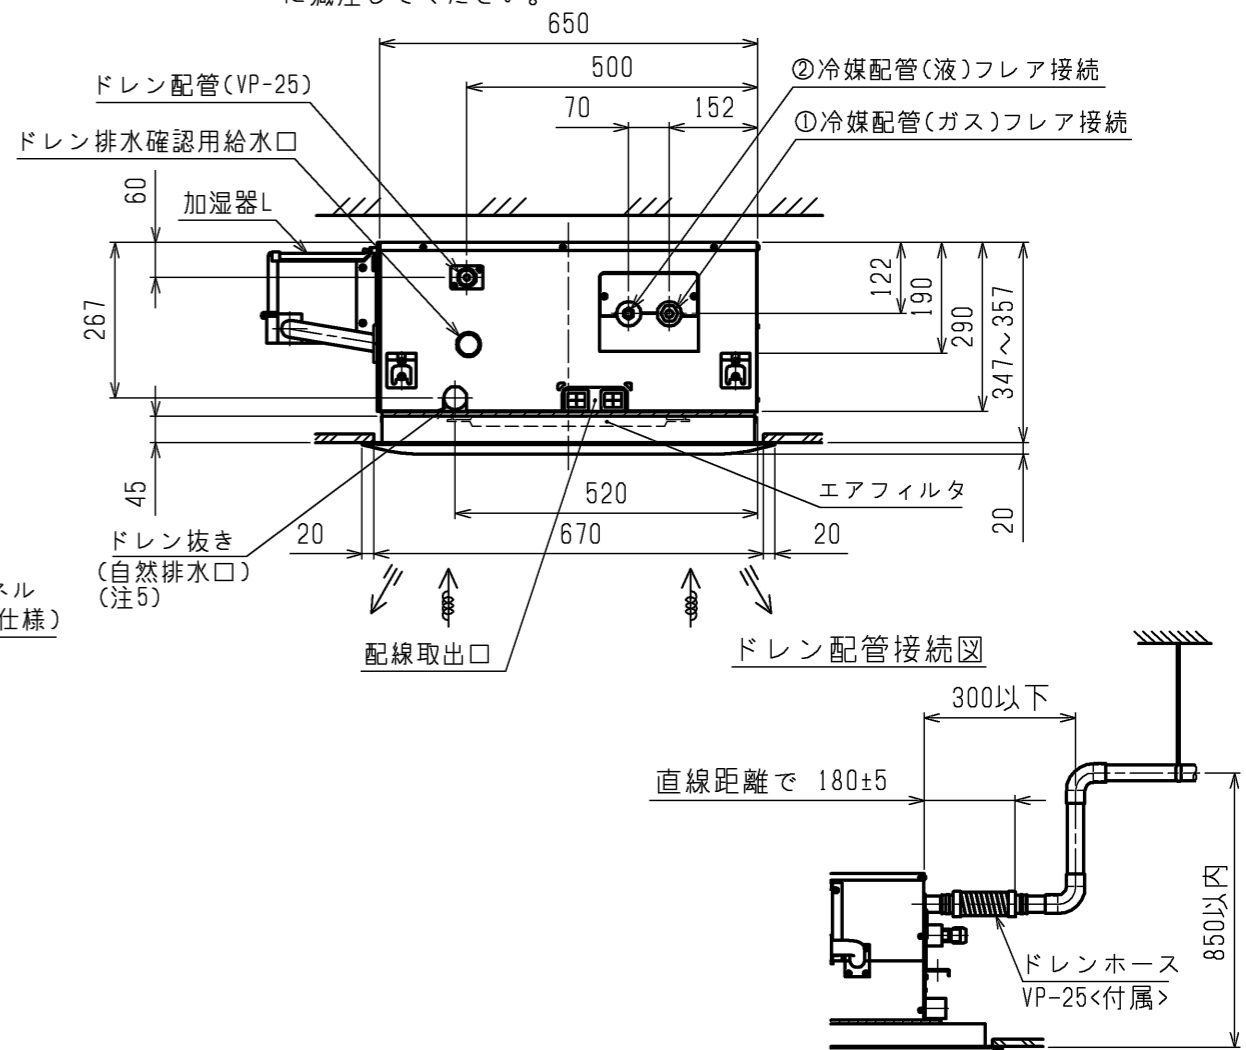 に減圧してください。
650
ドレン配管(VP-25)
500
②冷媒配管(液)フレア接続
70
152
①冷媒配管(ガス)フレア接続
ドレン排水確認用給水口
60
加湿器L
267
122
190
290
347~357
45
520
エアフィルタ
20
ドレン抜き
(自然排水口)
(注5)
20
670
20
ネル
仕様)
配線取出口
ドレン配管接続図
300以下
直線距離で 180±5
850以内
ドレンホース
VP-25<付属>